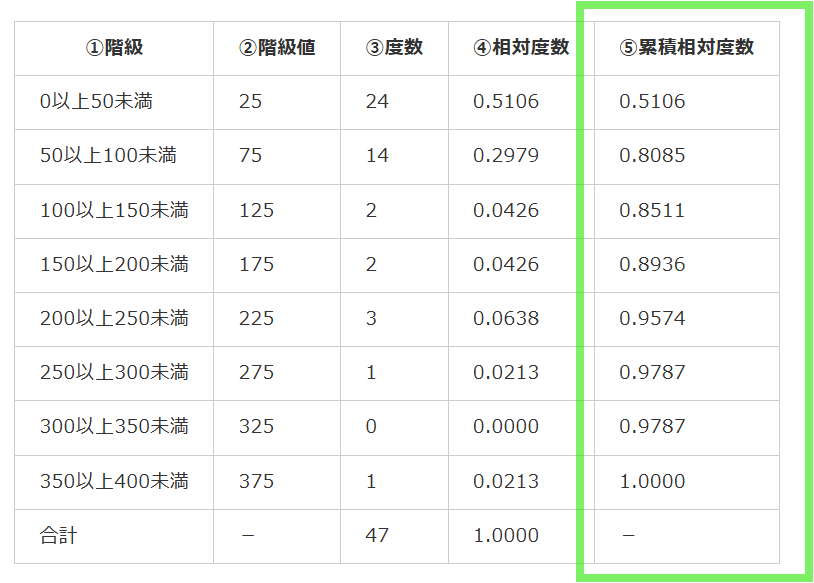 ①階級 ②階級値 ③度数 ④相対度数 ⑤累積相対度数
0以上50未満 25 24 0.5106 0.5106
50以上100未満 75 14 0.2979 0.8085
100以上150未満 125 2 0.0426 0.8511
150以上200未満 175 2 0.0426 0.8936
200以上250未満 225 3 0.0638 0.9574
250以上300未満 275 1 0.0213 0.9787
300以上350未満 325 0 0.0000 0.9787
350以上400未満 375 1 0.0213 1.0000
合計 － 47 1.0000 －